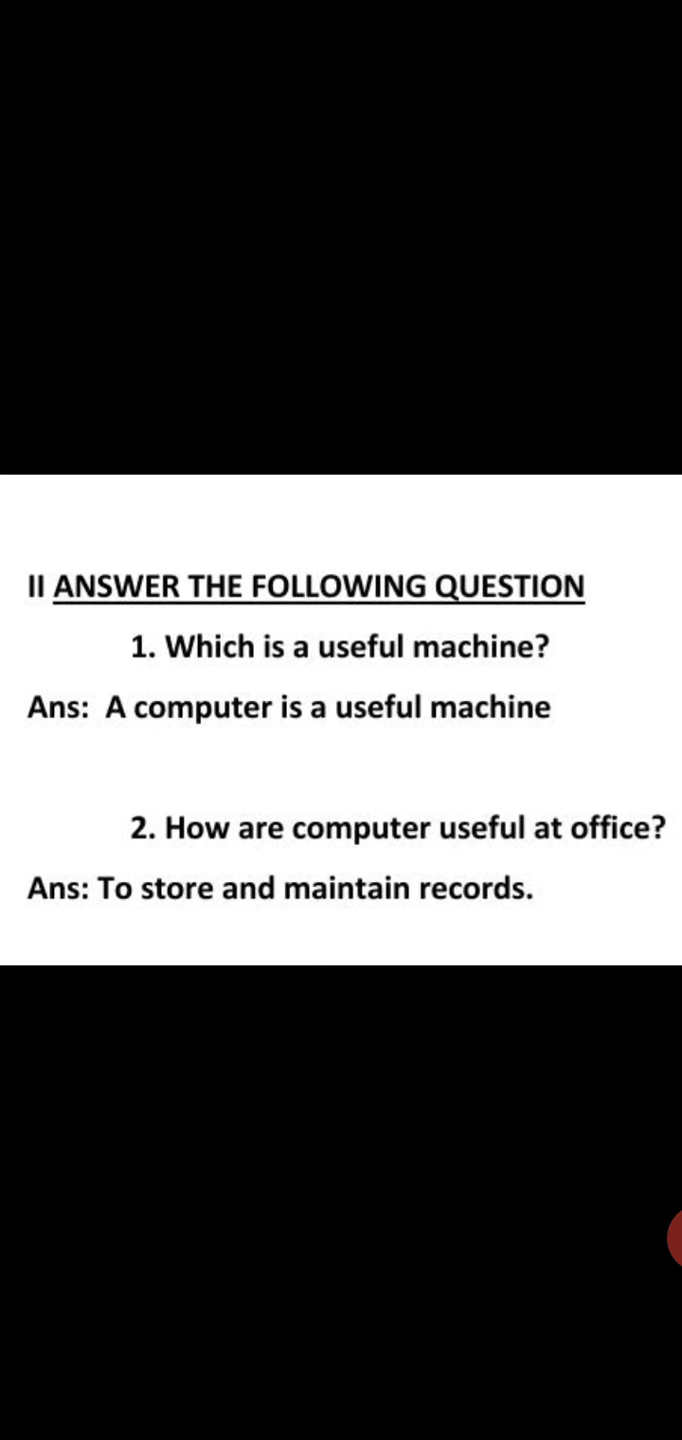 II ANSWER THE FOLLOWING QUESTION
1. Which is a useful machine?
Ans: A computer is a useful machine
2. How are computer useful at office?
Ans: To store and maintain records.